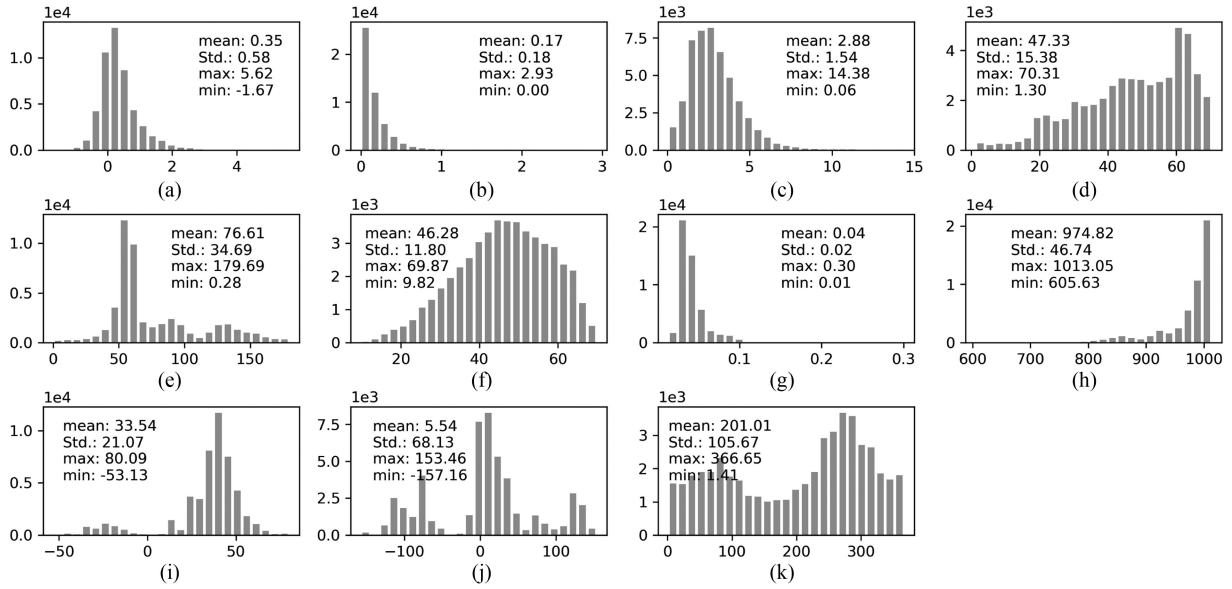 1e4
mean: 0.35
Std.: 0.58
max: 5.62
min: -1.67
1.0
0.5
0.0
0
2
4
(a)
1e4
mean: 0.17
Std.: 0.18
max: 2.93
min: 0.00
2
1
0
0
1
2
3
(b)
1e3
mean: 2.88
Std.: 1.54
max: 14.38
min: 0.06
7.5
5.0
2.5
0.0
0
5
10
15
(c)
1e3
mean: 47.33
Std.: 15.38
max: 70.31
min: 1.30
4
2
0
0
20
40
60
(d)
1e4
mean: 76.61
Std.: 34.69
max: 179.69
min: 0.28
1.0
0.5
0.0
0
50
100
150
(e)
1e3
mean: 46.28
Std.: 11.80
max: 69.87
min: 9.82
3
2
1
0
20
40
60
(f)
1e4
mean: 0.04
Std.: 0.02
max: 0.30
min: 0.01
2
1
0
0.1
0.2
0.3
(g)
1e4
mean: 974.82
Std.: 46.74
max: 1013.05
min: 605.63
2
1
0
600
700
800
900
1000
(h)
1e4
mean: 33.54
Std.: 21.07
max: 80.09
min: -53.13
1.0
0.5
0.0
−50
0
50
(i)
1e3
mean: 5.54
Std.: 68.13
max: 153.46
min: -157.16
7.5
5.0
2.5
0.0
−100
0
100
(j)
1e3
mean: 201.01
Std.: 105.67
max: 366.65
min: 1.41
3
2
1
0
0
100
200
300
(k)